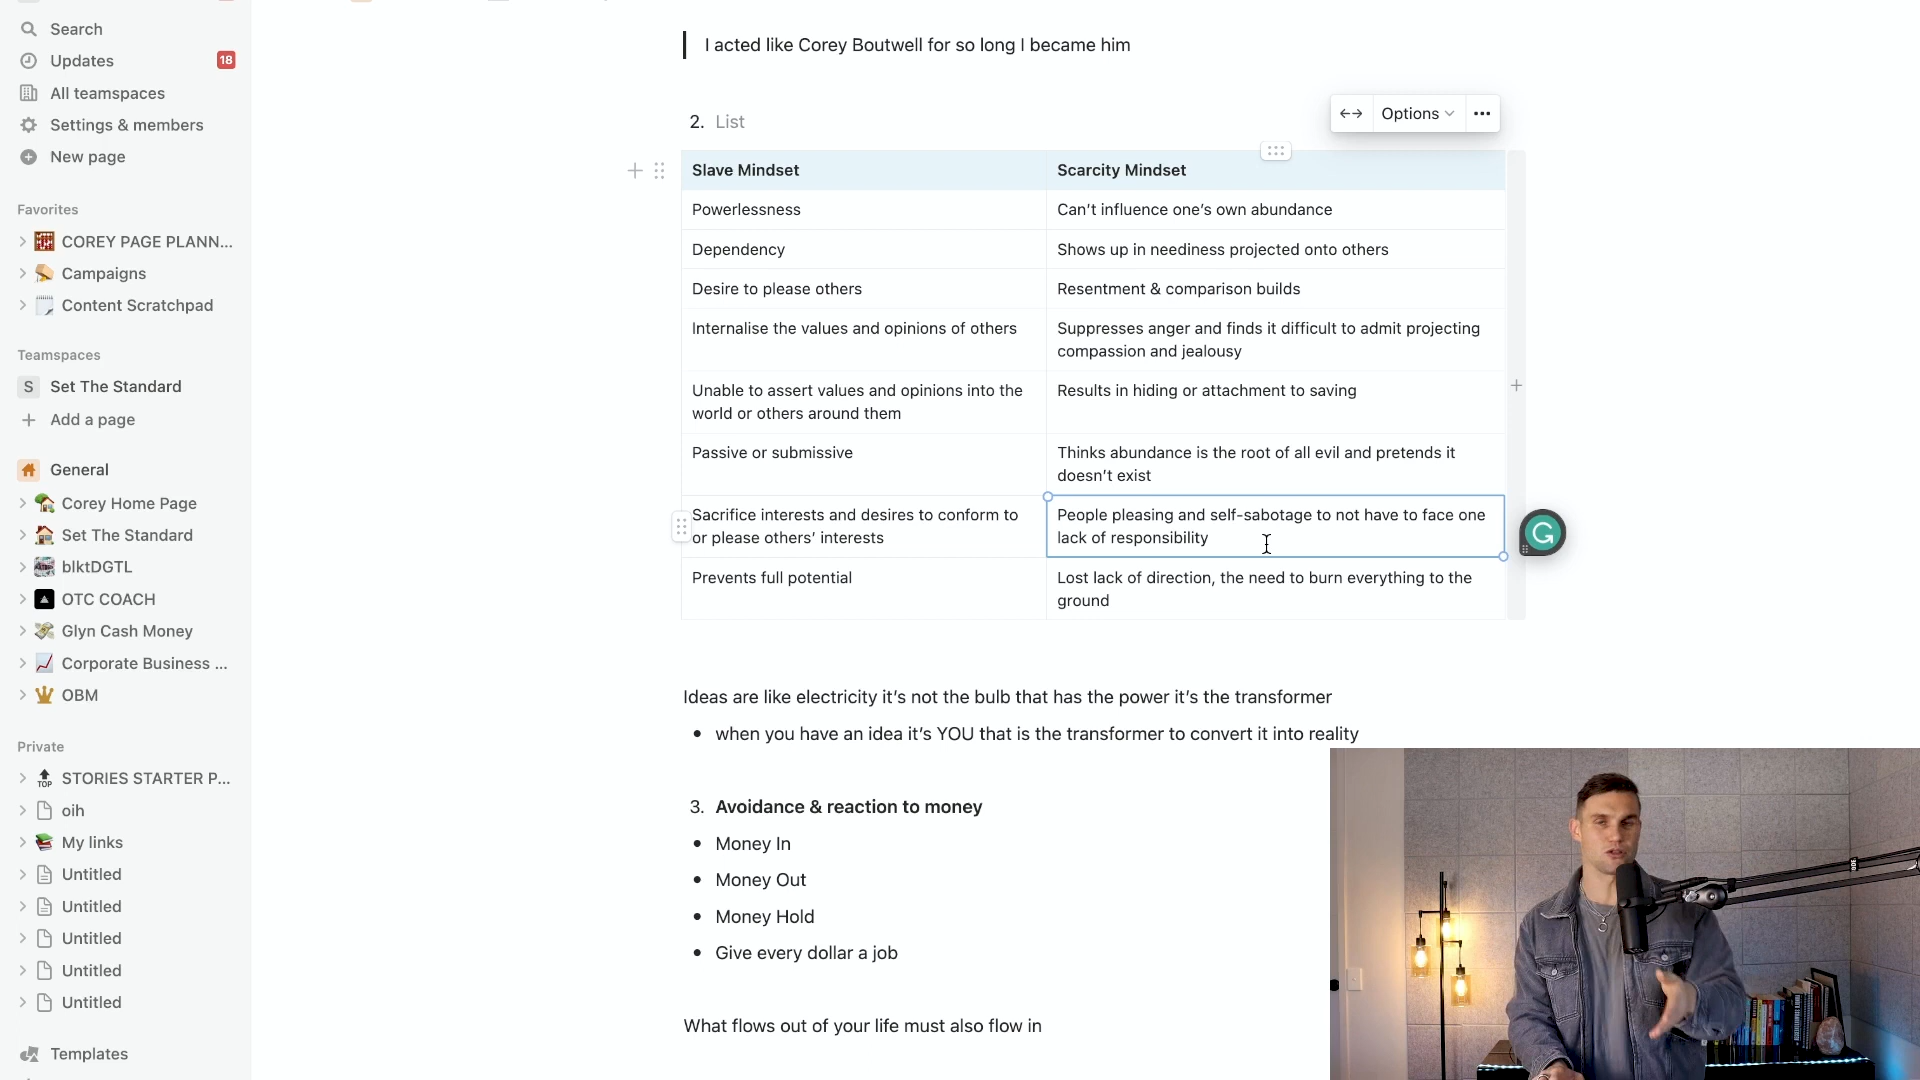 Search
Updates
18
All teamspaces
Settings & members
New page
Favorites
COREY PAGE PLANN...
Campaigns
Content Scratchpad
Teamspaces
S Set The Standard
Add a page
General
Corey Home Page
Set The Standard
blktDGTL
OTC COACH
Glyn Cash Money
Corporate Business ...
OBM
Private
TOP STORIES STARTER P...
oih
My links
Untitled
Untitled
Untitled
Untitled
Untitled
Templates
I acted like Corey Boutwell for so long I became him
2. List
Options
Slave Mindset
Scarcity Mindset
Powerlessness
Can’t influence one’s own abundance
Dependency
Shows up in neediness projected onto others
Desire to please others
Resentment & comparison builds
Internalise the values and opinions of others
Suppresses anger and finds it difficult to admit projecting
compassion and jealousy
Unable to assert values and opinions into the
world or others around them
Results in hiding or attachment to saving
Passive or submissive
Thinks abundance is the root of all evil and pretends it
doesn’t exist
Sacrifice interests and desires to conform to
or please others’ interests
People pleasing and self-sabotage to not have to face one
lack of responsibility
Prevents full potential
Lost lack of direction, the need to burn everything to the
ground
Ideas are like electricity it’s not the bulb that has the power it’s the transformer
• when you have an idea it’s YOU that is the transformer to convert it into reality
3. Avoidance & reaction to money
• Money In
• Money Out
• Money Hold
• Give every dollar a job
What flows out of your life must also flow in